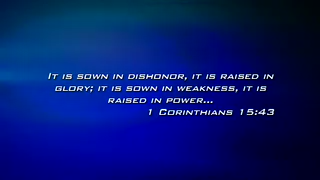 It is sown in dishonor, it is raised in
glory; it is sown in weakness, it is
raised in power...
1 Corinthians 15:43